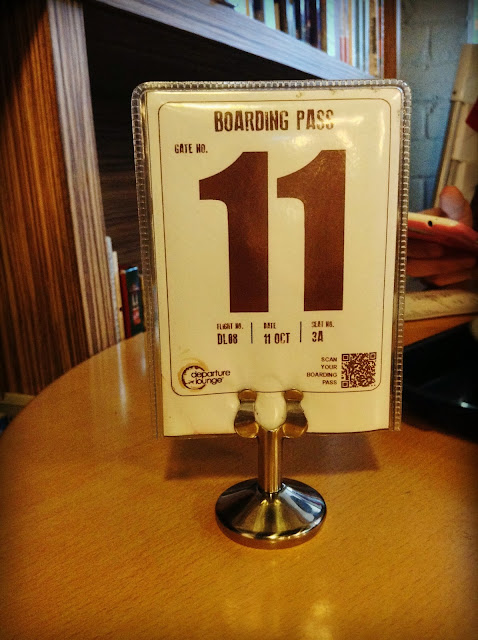 BOARDING PASS
GATE NO.
11
FLIGHT NO. DATE SEAT NO.
DL08 11 OCT 3A
departure
lounge
SCAN
YOUR
BOARDING
PASS